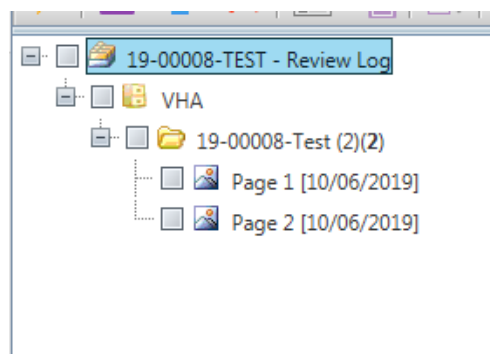 19-00008-TEST - Review Log
VHA
19-00008-Test (2)(2)
Page 1 [10/06/2019]
Page 2 [10/06/2019]